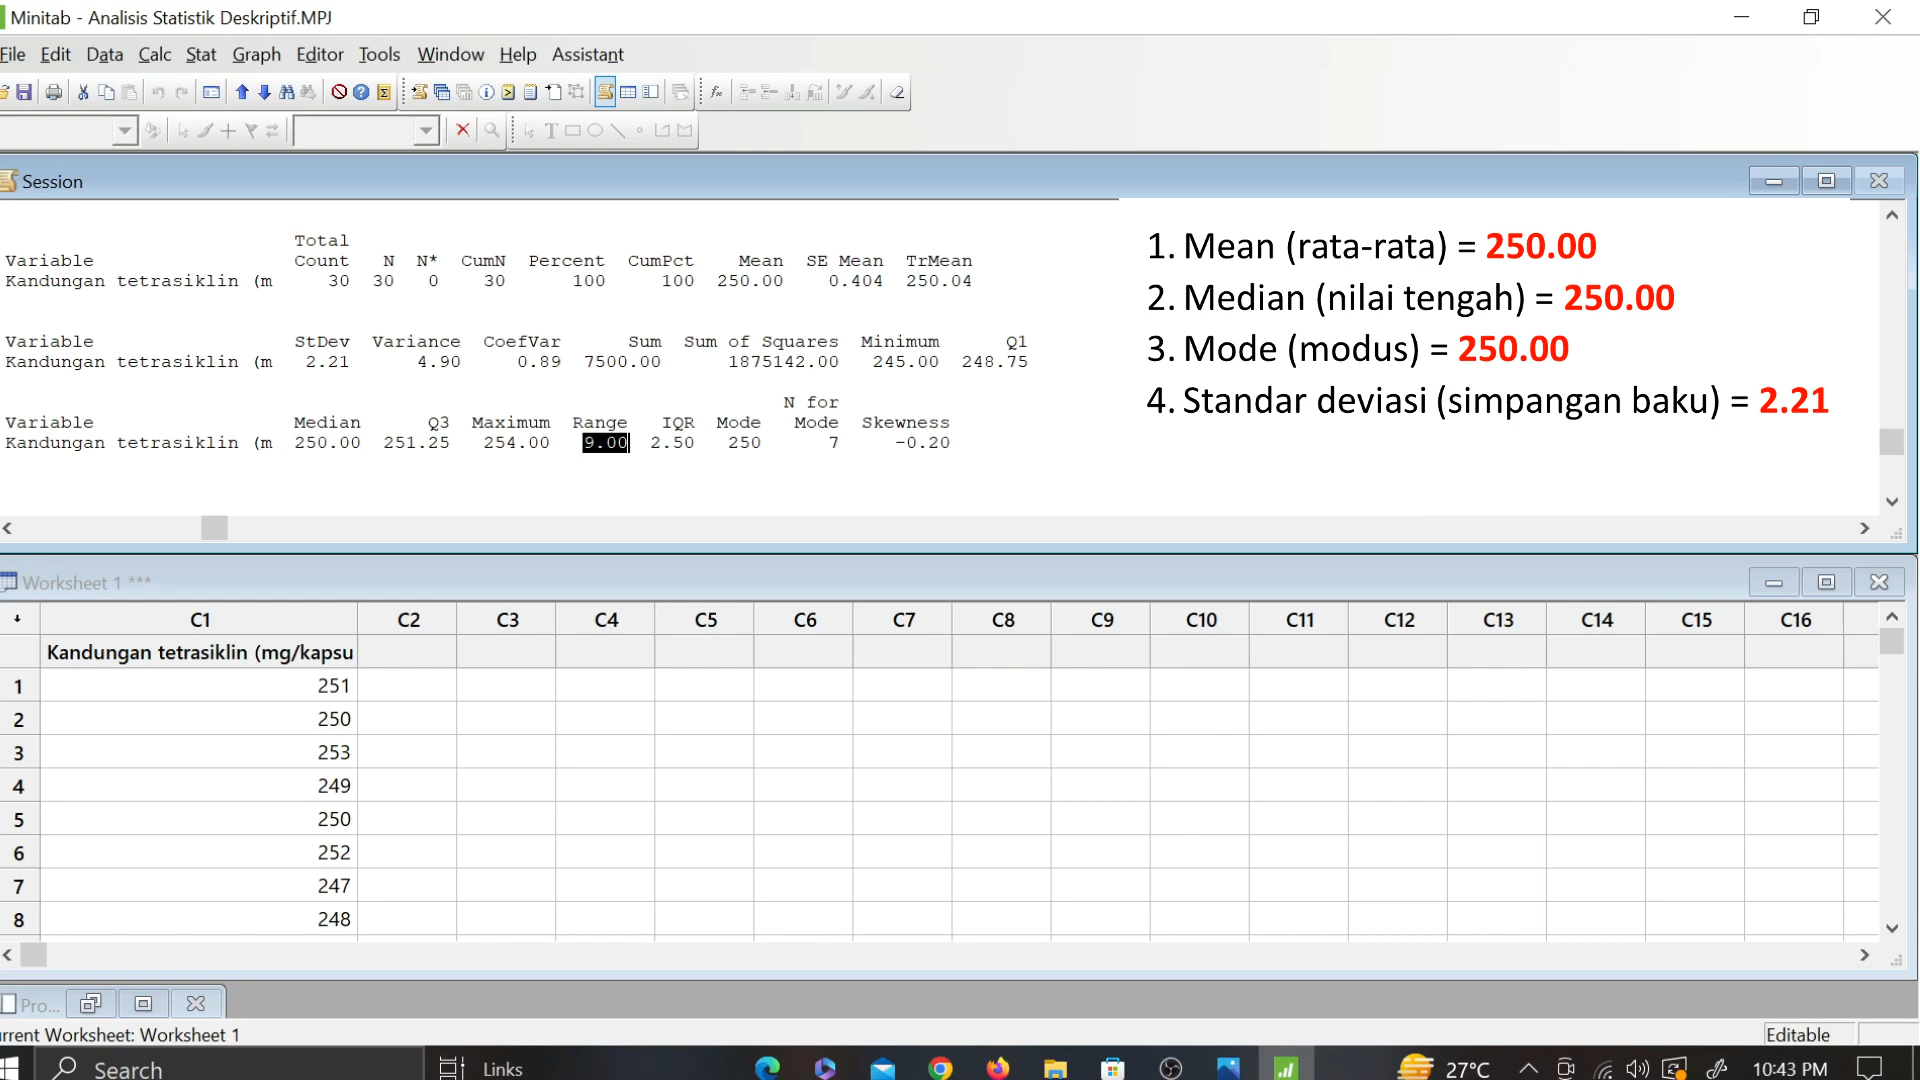 Minitab - Analisis Statistik Deskriptif.MPJ
File Edit Data Calc Stat Graph Editor Tools Window Help Assistant
Session
Total
Variable Count N N* CumN Percent CumPct Mean SE Mean TrMean
Kandungan tetrasiklin (m 30 30 0 30 100 100 250.00 0.404 250.04
Variable StDev Variance CoefVar Sum Sum of Squares Minimum Q1
Kandungan tetrasiklin (m 2.21 4.90 0.89 7500.00 1875142.00 245.00 248.75
N for
Variable Median Q3 Maximum Range IQR Mode Mode Skewness
Kandungan tetrasiklin (m 250.00 251.25 254.00 9.00 2.50 250 7 -0.20
1. Mean (rata-rata) = 250.00
2. Median (nilai tengah) = 250.00
3. Mode (modus) = 250.00
4. Standar deviasi (simpangan baku) = 2.21
Worksheet 1 ***
C1 C2 C3 C4 C5 C6 C7 C8 C9 C10 C11 C12 C13 C14 C15 C16
Kandungan tetrasiklin (mg/kapsu
1 251
2 250
3 253
4 249
5 250
6 252
7 247
8 248
Pro...
rrent Worksheet: Worksheet 1
Editable
Search Links 27°C 10:43 PM